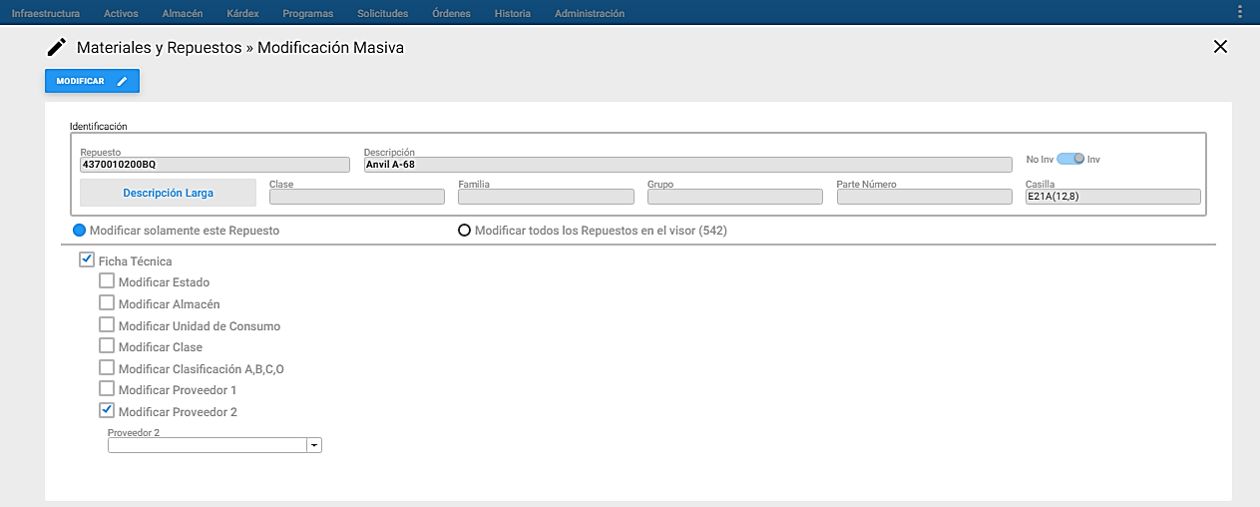 Infraestructura Activos Almacén Kárdex Programas Solicitudes Órdenes Historia Administración
Materiales y Repuestos » Modificación Masiva
MODIFICAR
Identificación
Repuesto Descripción
4370010200BQ Anvil A-68 No Inv Inv
Descripción Larga Clase Familia Grupo Parte Número Casilla
E21A(12,8)
Modificar solamente este Repuesto Modificar todos los Repuestos en el visor (542)
Ficha Técnica
Modificar Estado
Modificar Almacén
Modificar Unidad de Consumo
Modificar Clase
Modificar Clasificación A,B,C,O
Modificar Proveedor 1
Modificar Proveedor 2
Proveedor 2